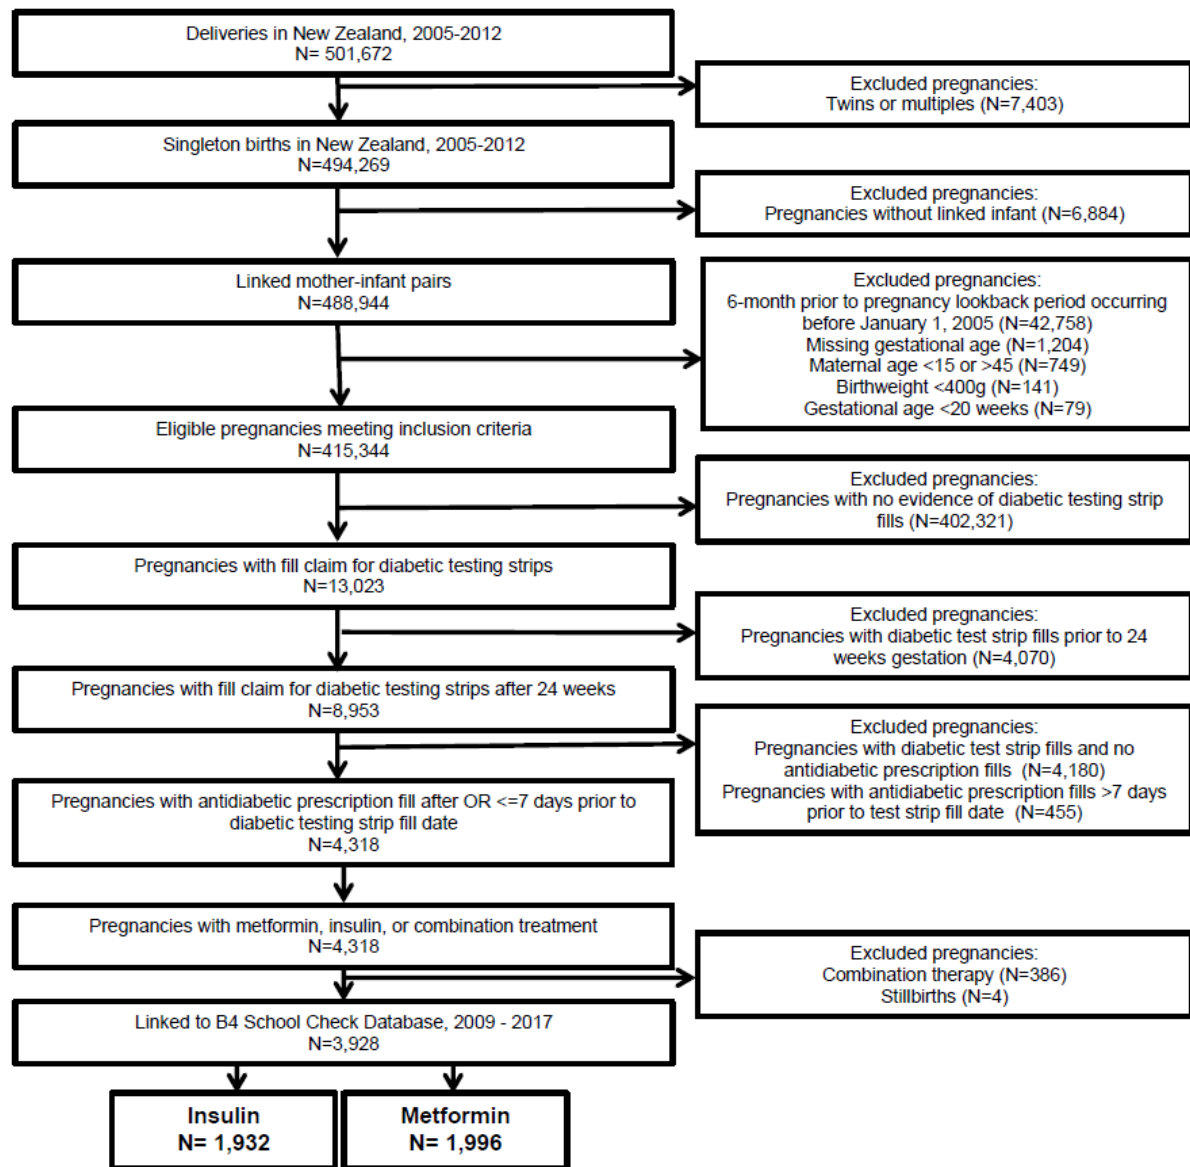 Deliveries in New Zealand, 2005-2012
N= 501,672
Excluded pregnancies:
Twins or multiples (N=7,403)
Singleton births in New Zealand, 2005-2012
N=494,269
Excluded pregnancies:
Pregnancies without linked infant (N=6,884)
Linked mother-infant pairs
N=488,944
Excluded pregnancies:
6-month prior to pregnancy lookback period occurring
before January 1, 2005 (N=42,758)
Missing gestational age (N=1,204)
Maternal age <15 or >45 (N=749)
Birthweight <400g (N=141)
Gestational age <20 weeks (N=79)
Eligible pregnancies meeting inclusion criteria
N=415,344
Excluded pregnancies:
Pregnancies with no evidence of diabetic testing strip
fills (N=402,321)
Pregnancies with fill claim for diabetic testing strips
N=13,023
Excluded pregnancies:
Pregnancies with diabetic test strip fills prior to 24
weeks gestation (N=4,070)
Pregnancies with fill claim for diabetic testing strips after 24 weeks
N=8,953
Excluded pregnancies:
Pregnancies with diabetic test strip fills and no
antidiabetic prescription fills (N=4,180)
Pregnancies with antidiabetic prescription fills >7 days
prior to test strip fill date (N=455)
Pregnancies with antidiabetic prescription fill after OR <=7 days prior to
diabetic testing strip fill date
N=4,318
Pregnancies with metformin, insulin, or combination treatment
N=4,318
Excluded pregnancies:
Combination therapy (N=386)
Stillbirths (N=4)
Linked to B4 School Check Database, 2009 - 2017
N=3,928
Insulin
N= 1,932
Metformin
N= 1,996